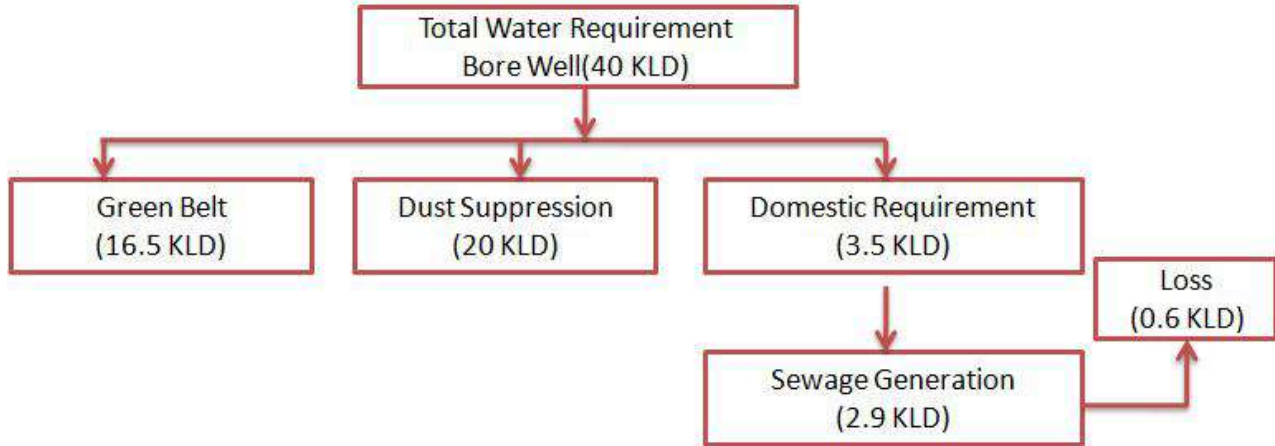 Total Water Requirement
Bore Well(40 KLD)
Green Belt
(16.5 KLD)
Dust Suppression
(20 KLD)
Domestic Requirement
(3.5 KLD)
Loss
(0.6 KLD)
Sewage Generation
(2.9 KLD)